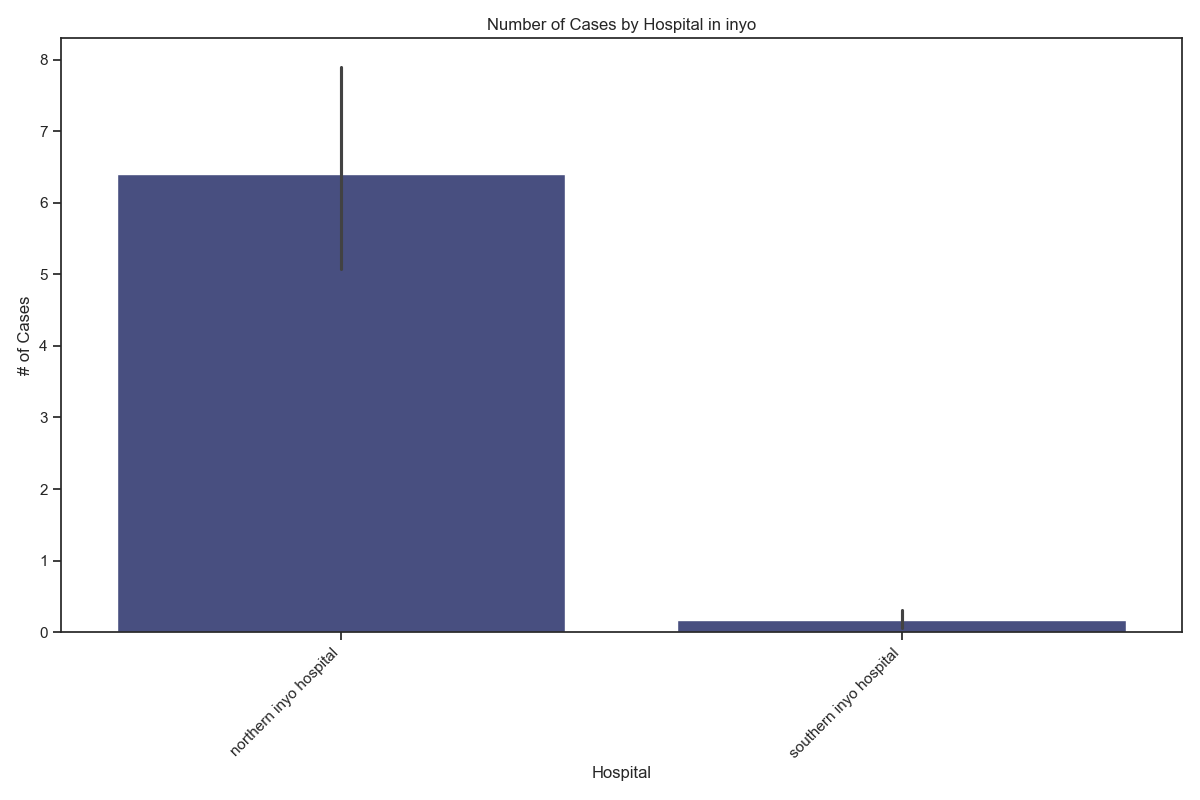 Number of Cases by Hospital in inyo
8
7
6
5
4
3
2
1
0
# of Cases
northern inyo hospital
southern inyo hospital
Hospital